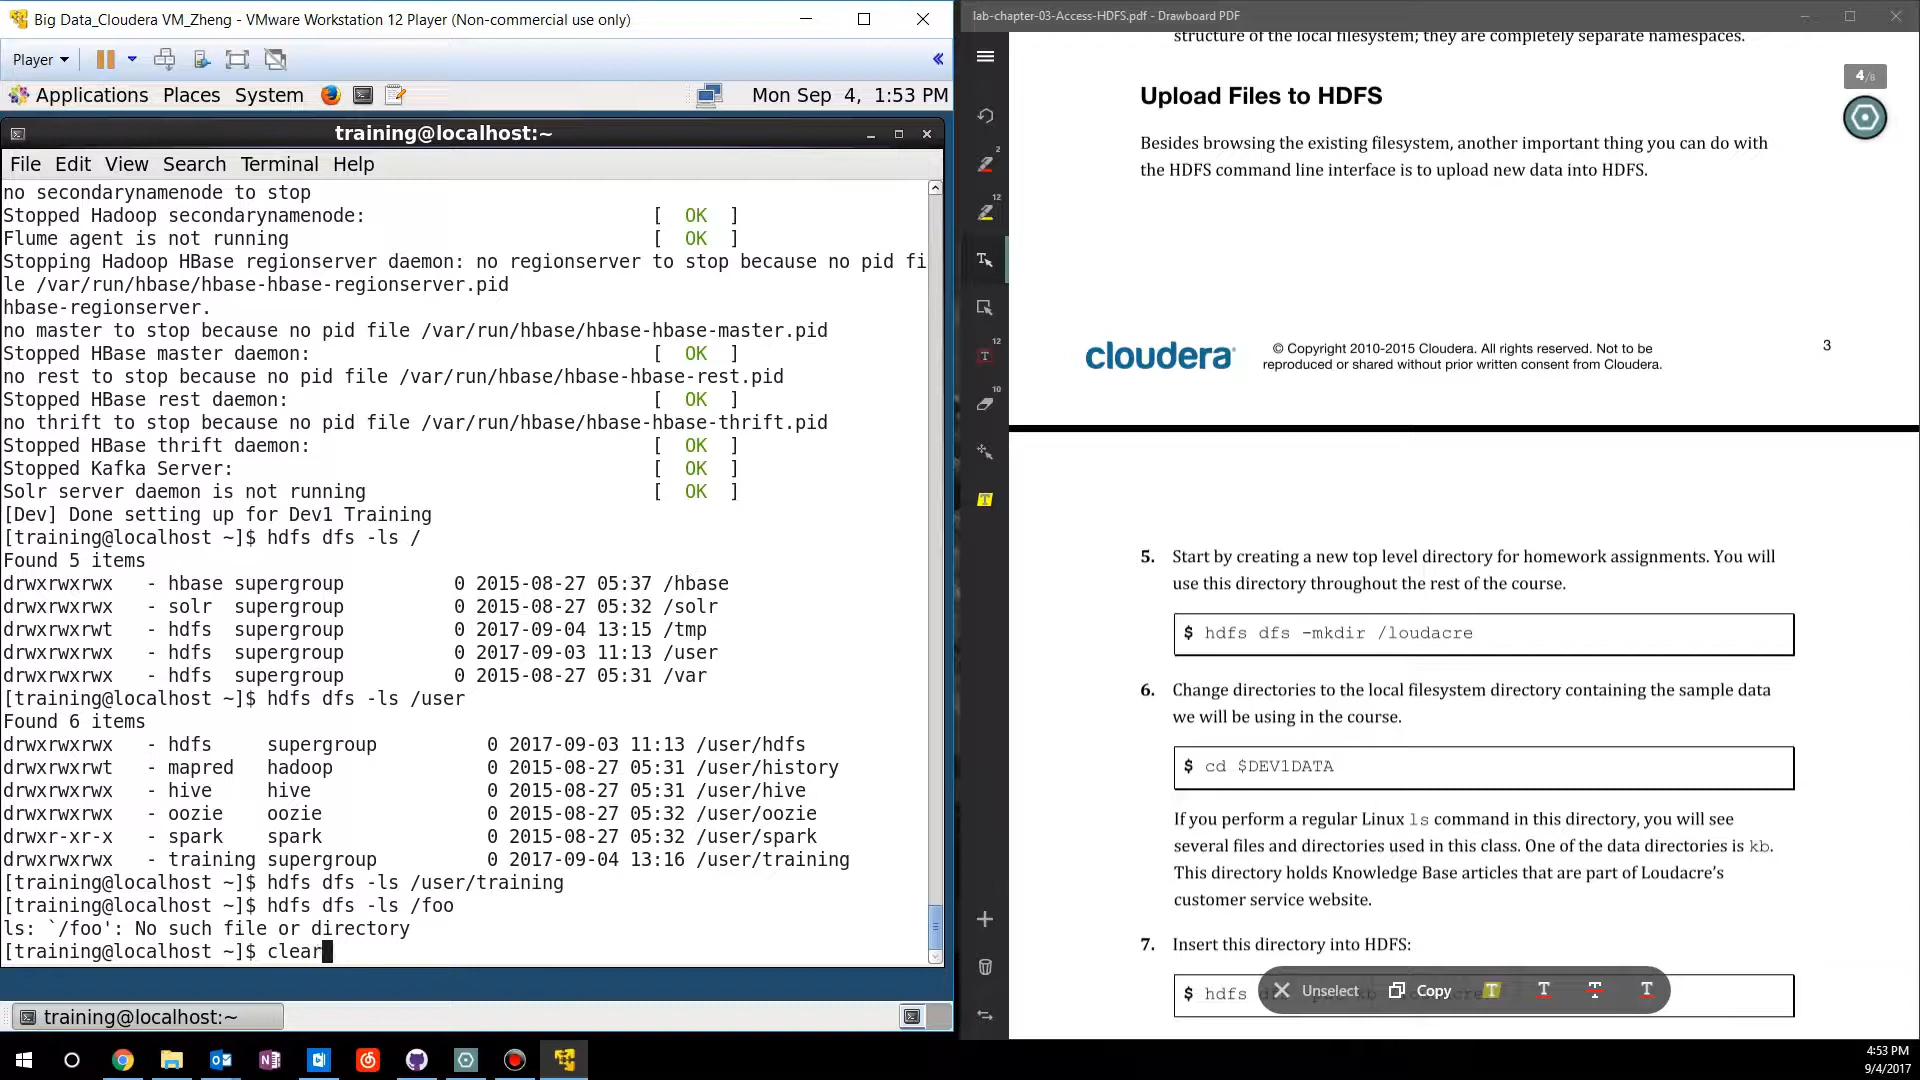 Big Data_Cloudera VM_Zheng - VMware Workstation 12 Player (Non-commercial use only)
Player
Applications Places System
Mon Sep 4, 1:53 PM
training@localhost:~
File Edit View Search Terminal Help
no secondarynamenode to stop
Stopped Hadoop secondarynamenode: [ OK ]
Flume agent is not running [ OK ]
Stopping Hadoop HBase regionserver daemon: no regionserver to stop because no pid fi
le /var/run/hbase/hbase-hbase-regionserver.pid
hbase-regionserver.
no master to stop because no pid file /var/run/hbase/hbase-hbase-master.pid
Stopped HBase master daemon: [ OK ]
no rest to stop because no pid file /var/run/hbase/hbase-hbase-rest.pid
Stopped HBase rest daemon: [ OK ]
no thrift to stop because no pid file /var/run/hbase/hbase-hbase-thrift.pid
Stopped HBase thrift daemon: [ OK ]
Stopped Kafka Server: [ OK ]
Solr server daemon is not running [ OK ]
[Dev] Done setting up for Dev1 Training
[training@localhost ~]$ hdfs dfs -ls /
Found 5 items
drwxrwxrwx - hbase supergroup 0 2015-08-27 05:37 /hbase
drwxrwxrwx - solr supergroup 0 2015-08-27 05:32 /solr
drwxrwxrwt - hdfs supergroup 0 2017-09-04 13:15 /tmp
drwxrwxrwx - hdfs supergroup 0 2017-09-03 11:13 /user
drwxrwxrwx - hdfs supergroup 0 2015-08-27 05:31 /var
[training@localhost ~]$ hdfs dfs -ls /user
Found 6 items
drwxrwxrwx - hdfs supergroup 0 2017-09-03 11:13 /user/hdfs
drwxrwxrwt - mapred hadoop 0 2015-08-27 05:31 /user/history
drwxrwxrwx - hive hive 0 2015-08-27 05:31 /user/hive
drwxrwxrwx - oozie oozie 0 2015-08-27 05:32 /user/oozie
drwxr-xr-x - spark spark 0 2015-08-27 05:32 /user/spark
drwxrwxrwx - training supergroup 0 2017-09-04 13:16 /user/training
[training@localhost ~]$ hdfs dfs -ls /user/training
[training@localhost ~]$ hdfs dfs -ls /foo
ls: `/foo': No such file or directory
[training@localhost ~]$ clear
training@localhost:~
lab-chapter-03-Access-HDFS.pdf - Drawboard PDF
structure of the local filesystem; they are completely separate namespaces.
4/8
Upload Files to HDFS
Besides browsing the existing filesystem, another important thing you can do with
the HDFS command line interface is to upload new data into HDFS.
2
12
12
10
cloudera
© Copyright 2010-2015 Cloudera. All rights reserved. Not to be
reproduced or shared without prior written consent from Cloudera.
3
5. Start by creating a new top level directory for homework assignments. You will
use this directory throughout the rest of the course.
$ hdfs dfs -mkdir /loudacre
6. Change directories to the local filesystem directory containing the sample data
we will be using in the course.
$ cd $DEV1DATA
If you perform a regular Linux ls command in this directory, you will see
several files and directories used in this class. One of the data directories is kb.
This directory holds Knowledge Base articles that are part of Loudacre’s
customer service website.
7. Insert this directory into HDFS:
$ hdfs
Unselect Copy
4:53 PM
9/4/2017